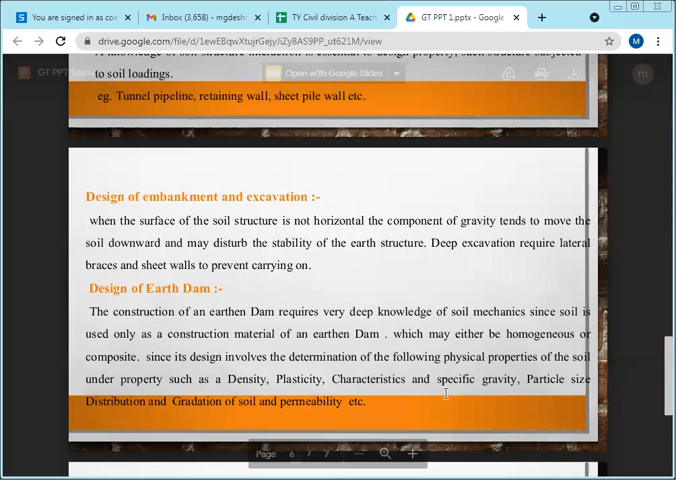 You are signed in as coe
Inbox (3,658) - mgdesh
TY Civil division A Teac
GT PPT 1.pptx - Google
drive.google.com/file/d/1ewEBqwXtujrGejyJiZy8AS9PP_ut621M/view
M
to soil loadings.
GT PPT
Open with Google Slides
m
eg. Tunnel pipeline, retaining wall, sheet pile wall etc.
Design of embankment and excavation :-
when the surface of the soil structure is not horizontal the component of gravity tends to move the
soil downward and may disturb the stability of the earth structure. Deep excavation require lateral
braces and sheet walls to prevent carrying on.
Design of Earth Dam :-
The construction of an earthen Dam requires very deep knowledge of soil mechanics since soil is
used only as a construction material of an earthen Dam . which may either be homogeneous or
composite. since its design involves the determination of the following physical properties of the soil
under property such as a Density, Plasticity, Characteristics and specific gravity, Particle size
Distribution and Gradation of soil and permeability etc.
Page 6 / 7